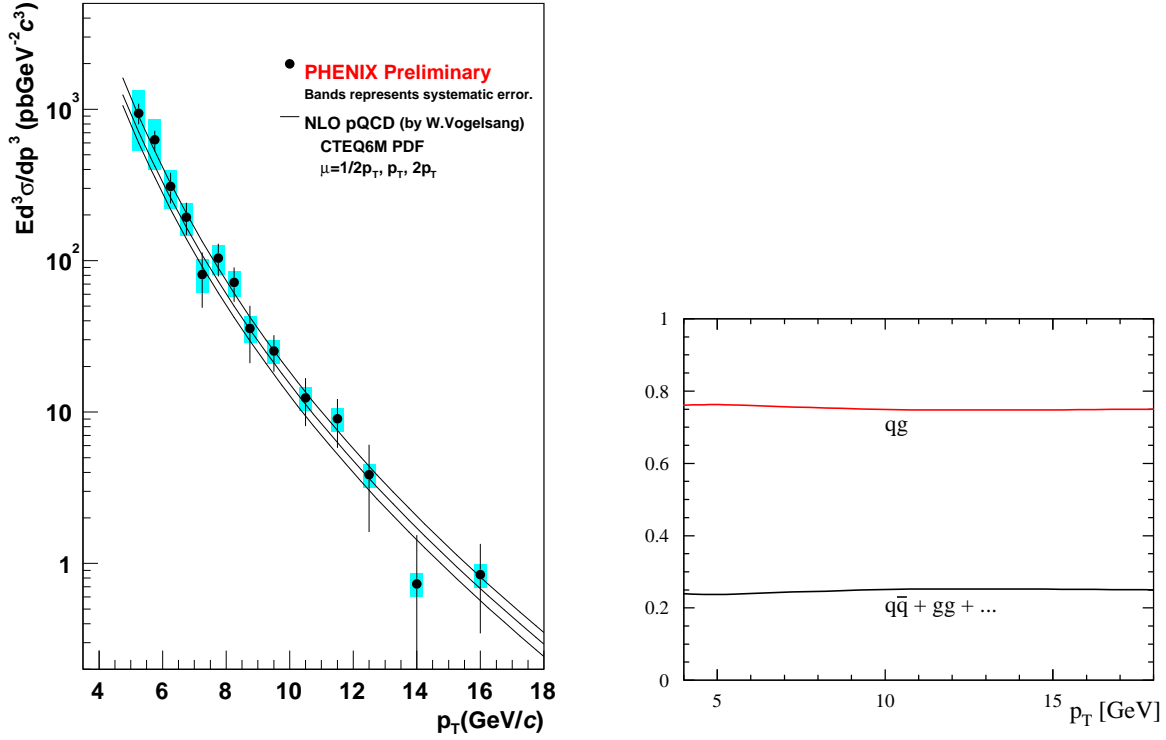 Ed³σ/dp³ (pbGeV⁻²c³)
10³
10²
10
1
PHENIX Preliminary
Bands represents systematic error.
NLO pQCD (by W.Vogelsang)
CTEQ6M PDF
μ=1/2p_T, p_T, 2p_T
4 6 8 10 12 14 16 18
p_T(GeV/c)
1
0.8
0.6
0.4
0.2
0
qg
qq̄ + gg + ...
5 10 15
p_T [GeV]